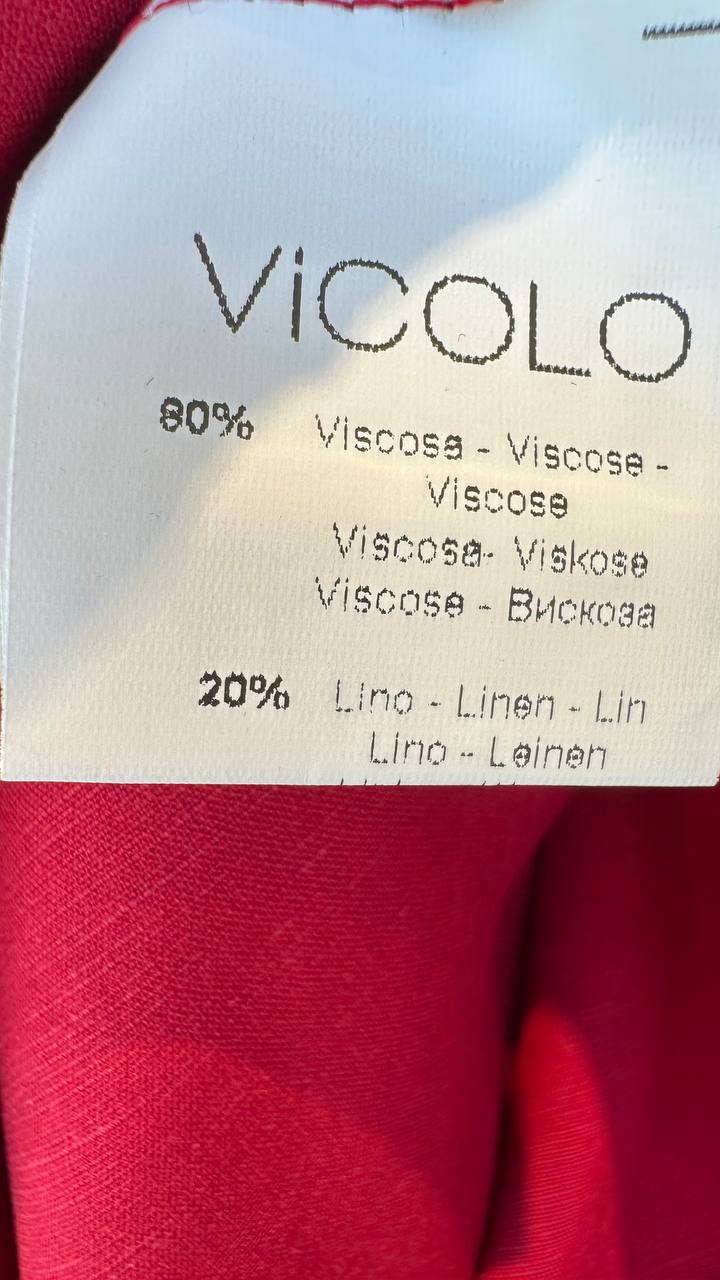 ViCOLO
80% Viscosa - Viscose -
Viscose
Viscosa- Viskose
Viscose - Вискоза
20% Lino - Linen - Lin
Lino - Leinen